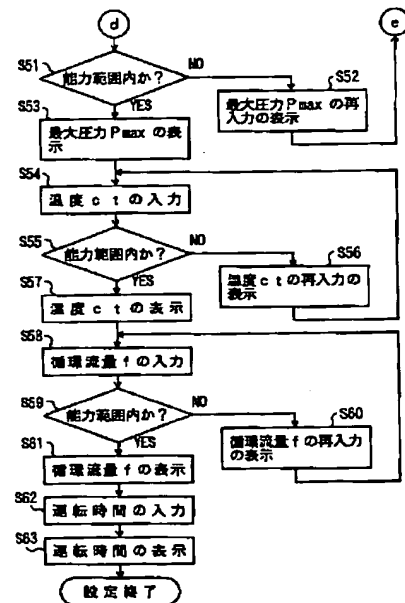 d
e
S51
能力範囲内か?
NO
S52
YES
最大圧力Pmaxの再
入力の表示
S53
最大圧力Pmaxの表
示
S54
温度ctの入力
S55
能力範囲内か?
NO
S56
YES
温度ctの再入力の
表示
S57
温度ctの表示
S58
循環流量fの入力
S59
能力範囲内か?
NO
S60
YES
循環流量fの再入力
の表示
S61
循環流量fの表示
S62
運転時間の入力
S63
運転時間の表示
設定終了